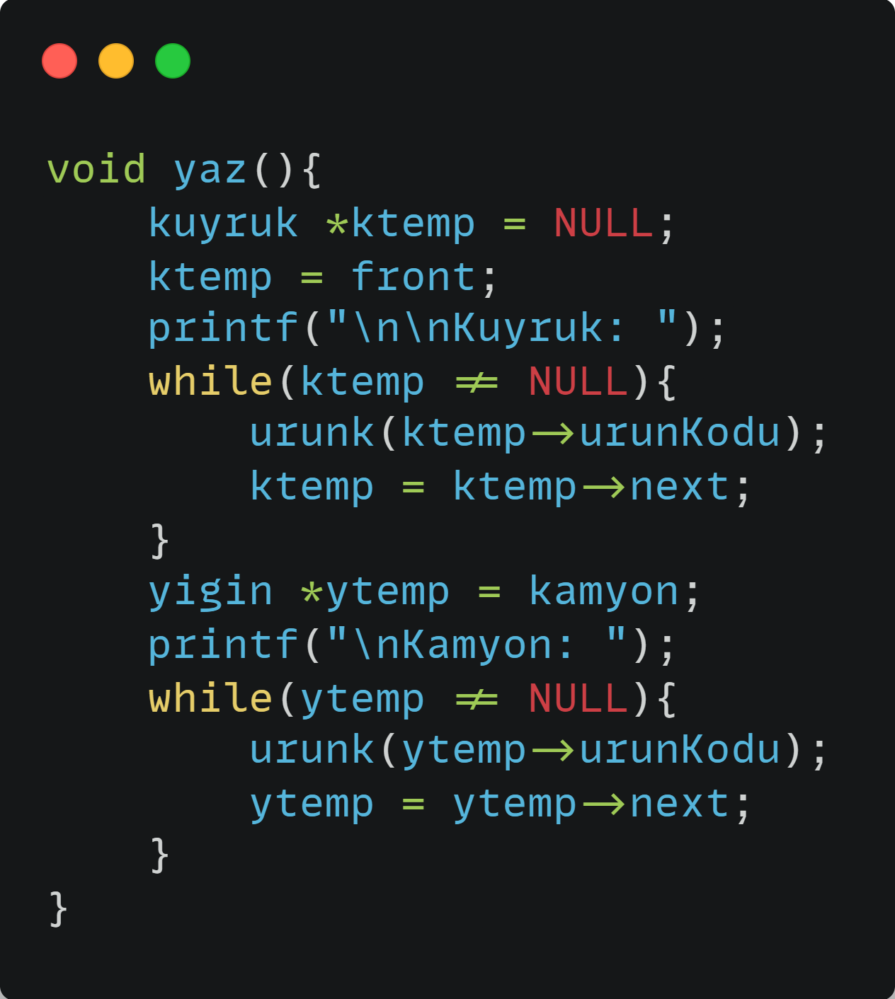 void yaz(){
    kuyruk *ktemp = NULL;
    ktemp = front;
    printf("\n\nKuyruk: ");
    while(ktemp != NULL){
        urunk(ktemp->urunKodu);
        ktemp = ktemp->next;
    }
    yigin *ytemp = kamyon;
    printf("\nKamyon: ");
    while(ytemp != NULL){
        urunk(ytemp->urunKodu);
        ytemp = ytemp->next;
    }
}